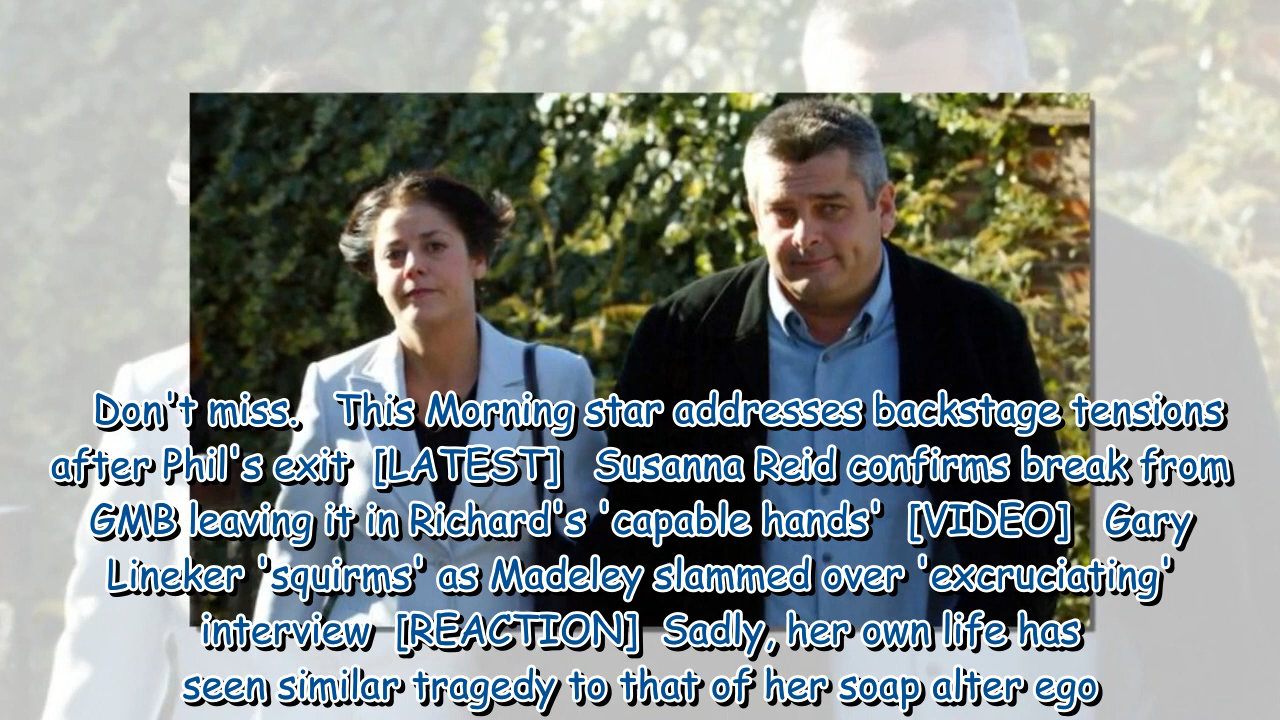 Don't miss. This Morning star addresses backstage tensions
after Phil's exit [LATEST] Susanna Reid confirms break from
GMB leaving it in Richard's 'capable hands' [VIDEO] Gary
Lineker 'squirms' as Madeley slammed over 'excruciating'
interview [REACTION] Sadly, her own life has
seen similar tragedy to that of her soap alter ego